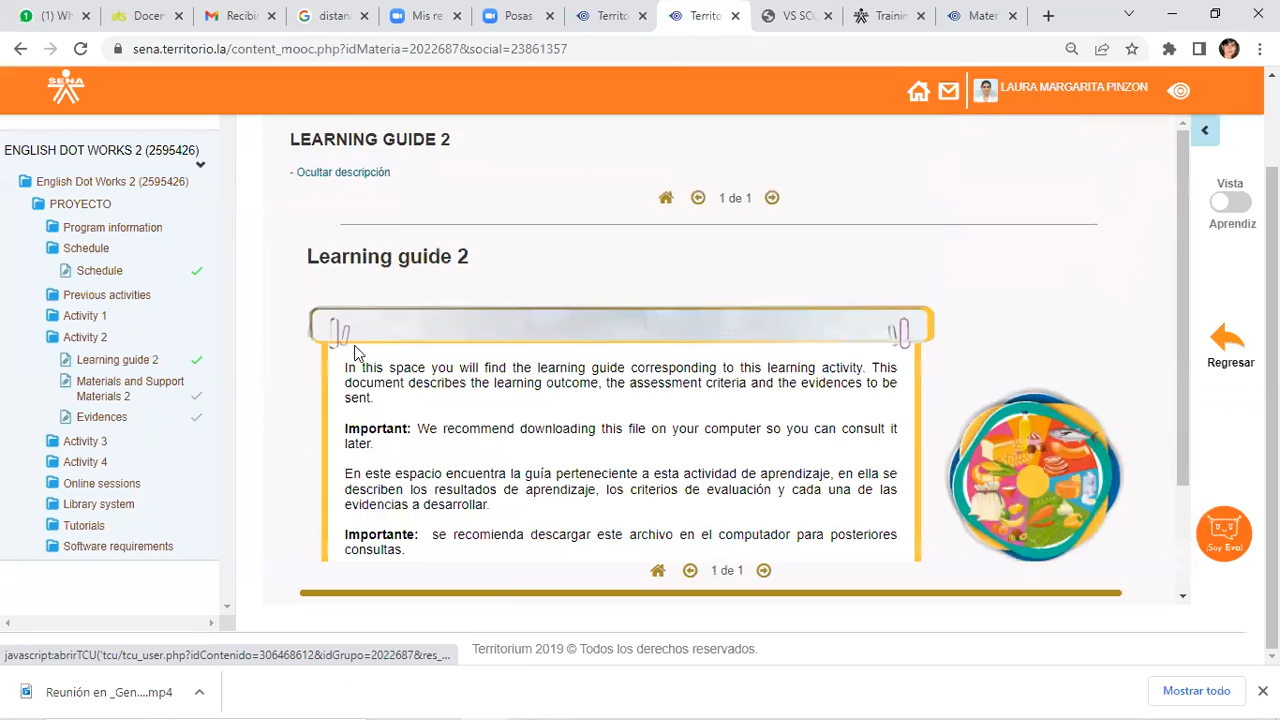 (1) Wh
Docen
Recibi
distan
Mis re
Posas
Territo
Territo
VS SCO
Trainin
Mater
sena.territorio.la/content_mooc.php?idMateria=2022687&social=23861357
SENA
LAURA MARGARITA PINZON
ENGLISH DOT WORKS 2 (2595426)
English Dot Works 2 (2595426)
PROYECTO
Program information
Schedule
Schedule
Previous activities
Activity 1
Activity 2
Learning guide 2
Materials and Support
Materials 2
Evidences
Activity 3
Activity 4
Online sessions
Library system
Tutorials
Software requirements
LEARNING GUIDE 2
- Ocultar descripción
1 de 1
Learning guide 2
In this space you will find the learning guide corresponding to this learning activity. This
document describes the learning outcome, the assessment criteria and the evidences to be
sent.
Important: We recommend downloading this file on your computer so you can consult it
later.
En este espacio encuentra la guía perteneciente a esta actividad de aprendizaje, en ella se
describen los resultados de aprendizaje, los criterios de evaluación y cada una de las
evidencias a desarrollar.
Importante: se recomienda descargar este archivo en el computador para posteriores
consultas.
1 de 1
Vista
Aprendiz
Regresar
¡Soy Eva!
Territorium 2019 © Todos los derechos reservados.
javascript:abrirTCU('tcu/tcu_user.php?idContenido=306468612&idGrupo=2022687&res_...
Reunión en _Gen....mp4
Mostrar todo